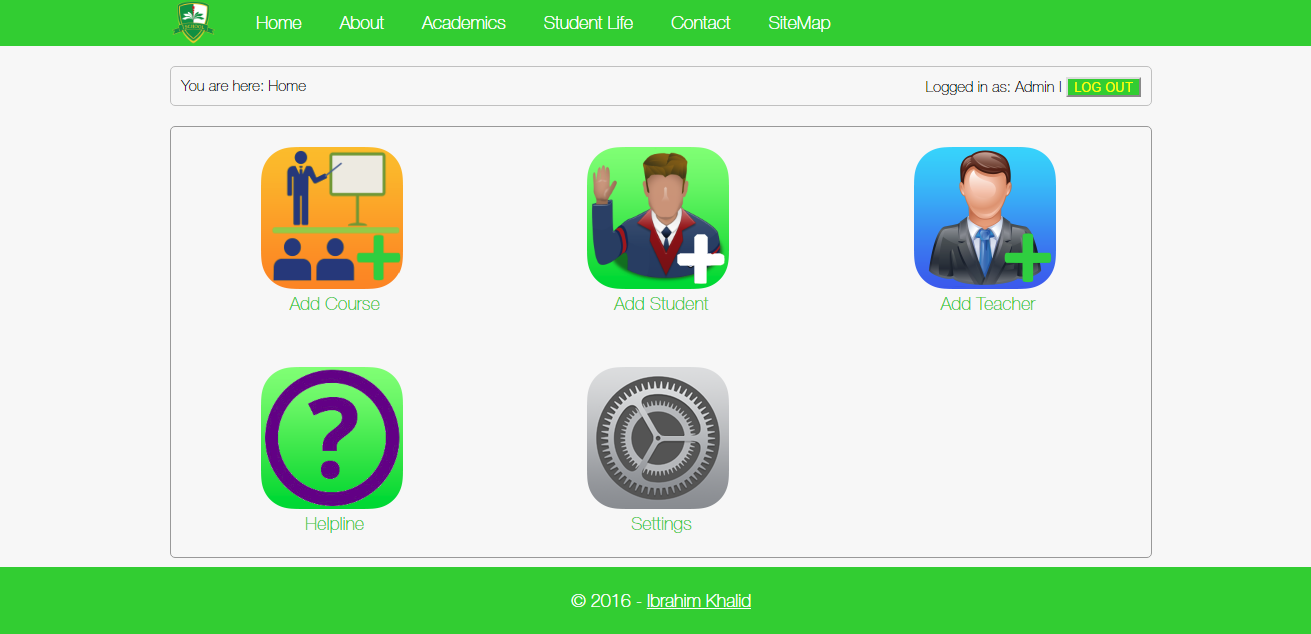 Home About Academics Student Life Contact SiteMap
You are here: Home
Logged in as: Admin | LOG OUT
Add Course Add Student Add Teacher
Helpline Settings
© 2016 - Ibrahim Khalid